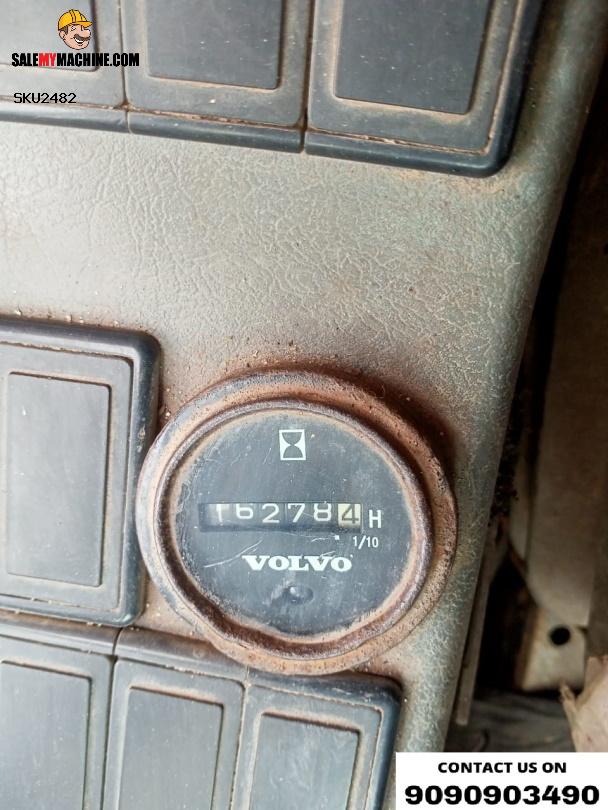 SALEMYMACHINE.COM
SKU2482
162784 H
1/10
VOLVO
CONTACT US ON
9090903490